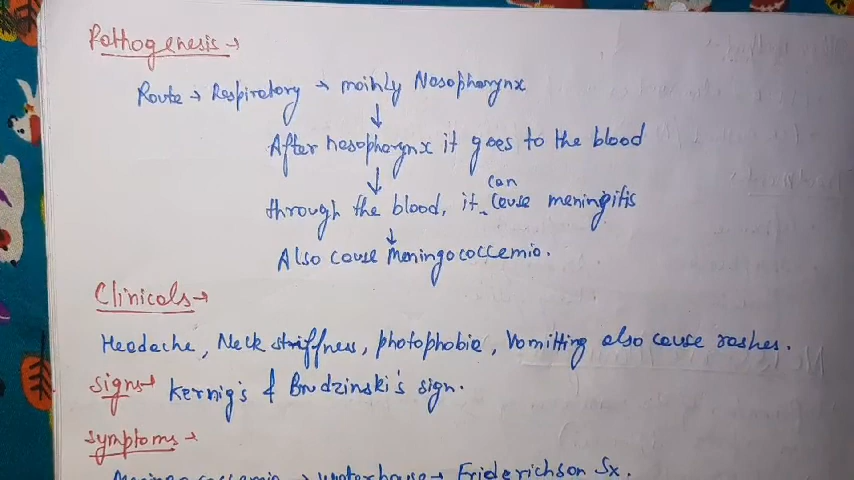 Pathogenesis →
Route → Respiratory → mainly Nasopharynx
↓
After nasopharynx it goes to the blood
↓
can
through the blood, it cause meningitis
↓
Also cause Meningococcemia.
Clinicals →
Headache, Neck stiffness, photophobia, Vomitting also cause rashes.
Signs → Kernig's & Brudzinski's sign.
Symptoms →
Meningococcemia → Waterhouse → Friderichson Sx.